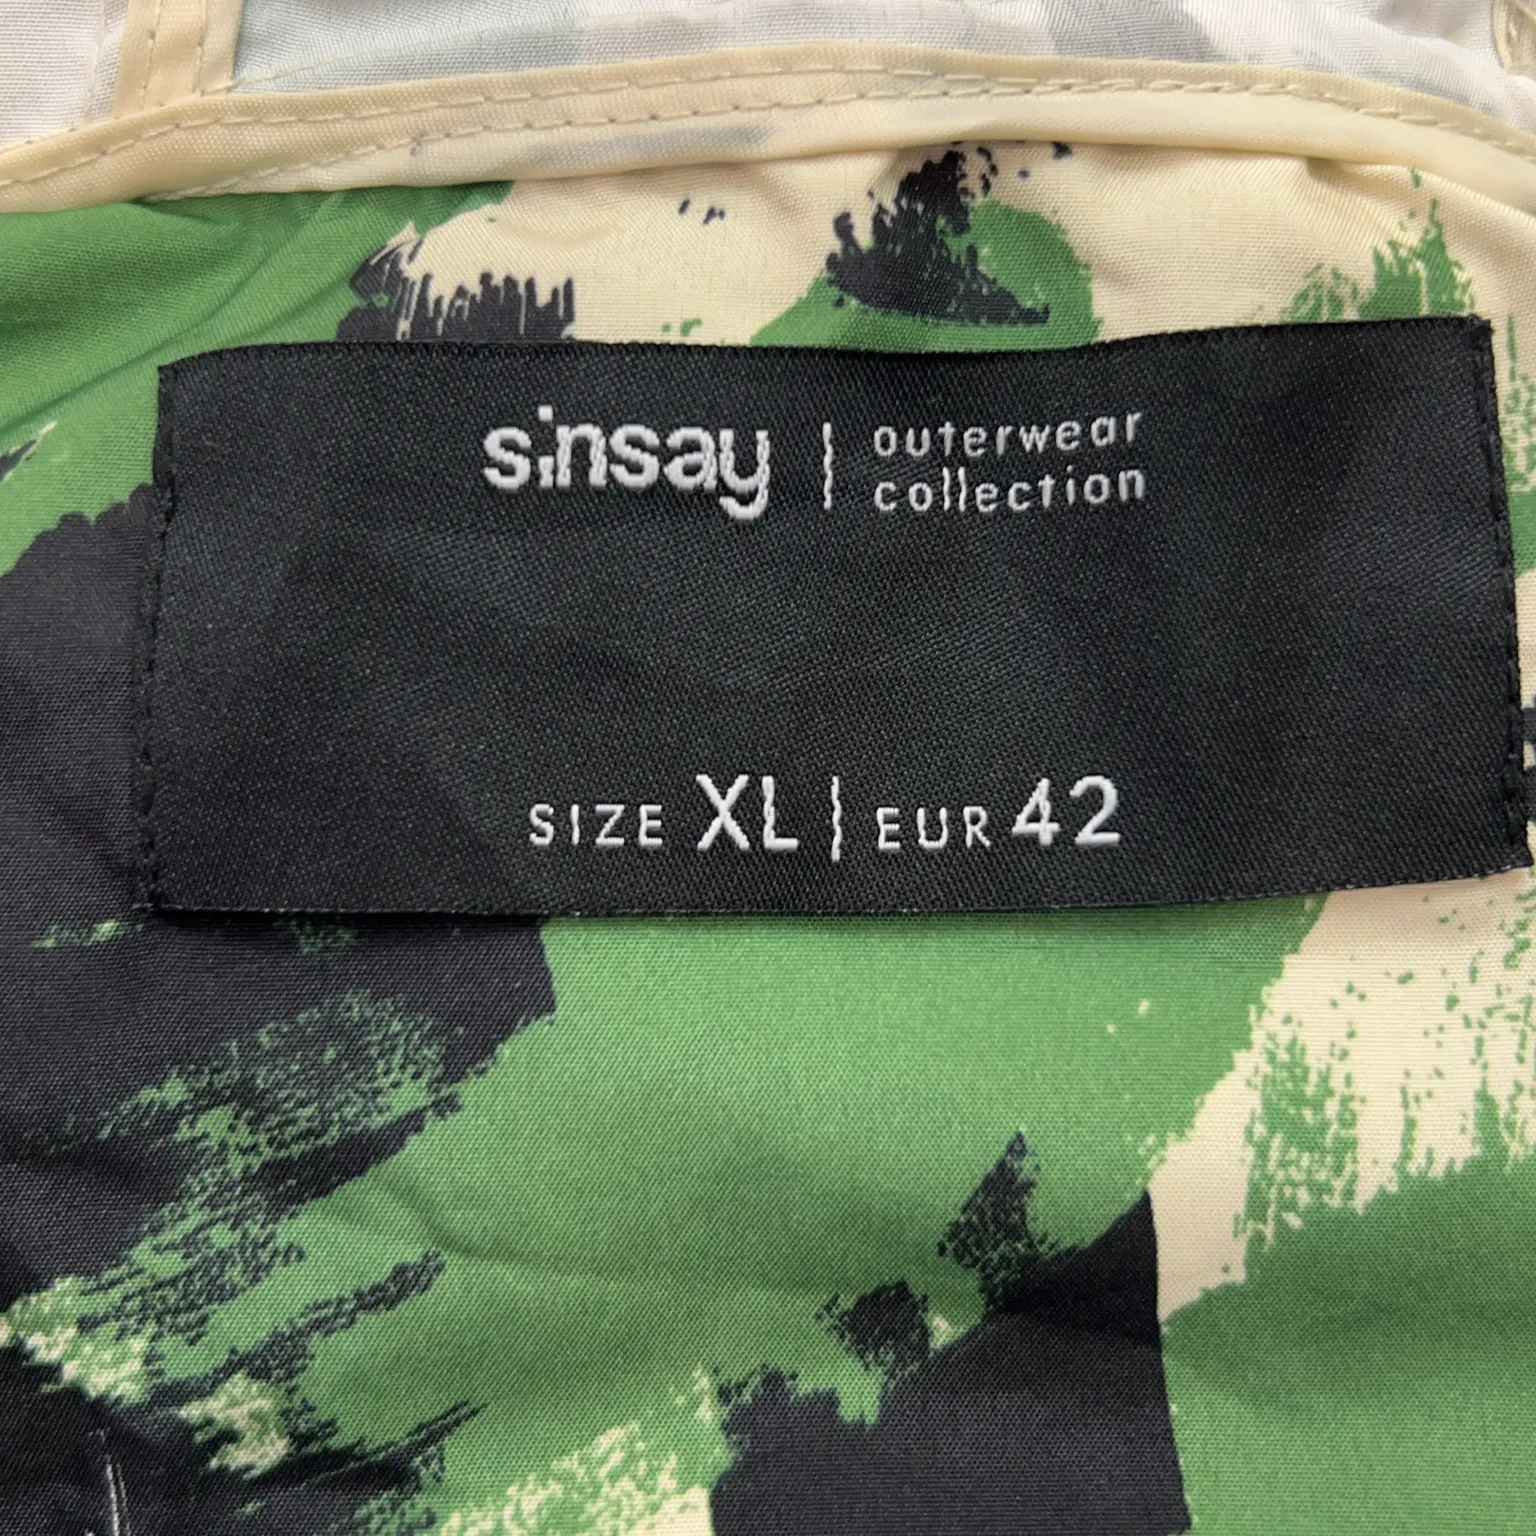 sinsay | outerwear
collection
SIZE XL | EUR 42